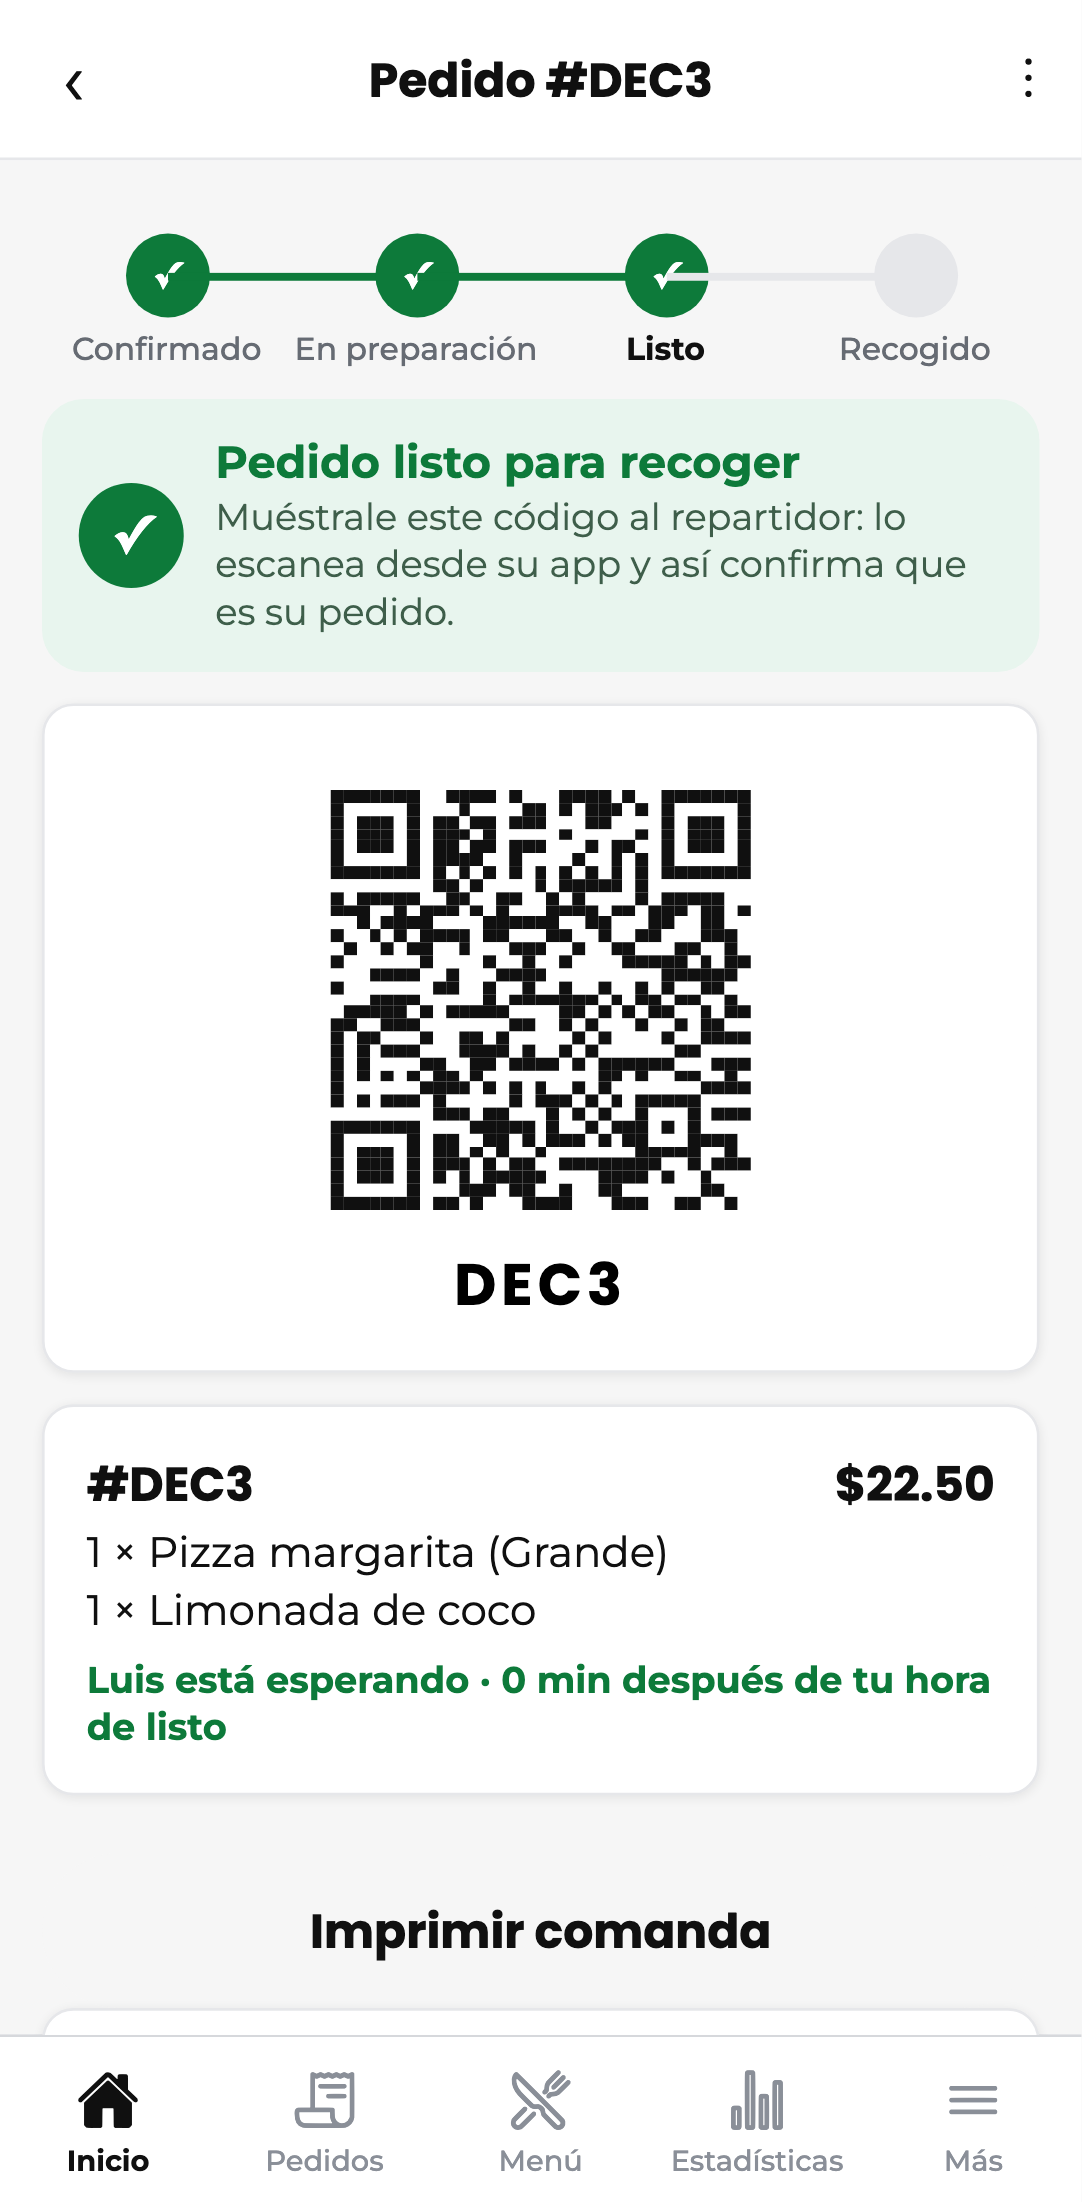 Pedido #DEC3
Confirmado
En preparación
Listo
Recogido
Pedido listo para recoger
Muéstrale este código al repartidor: lo
escanea desde su app y así confirma que
es su pedido.
DEC3
#DEC3
$22.50
1 × Pizza margarita (Grande)
1 × Limonada de coco
Luis está esperando · 0 min después de tu hora
de listo
Imprimir comanda
Inicio
Pedidos
Menú
Estadísticas
Más